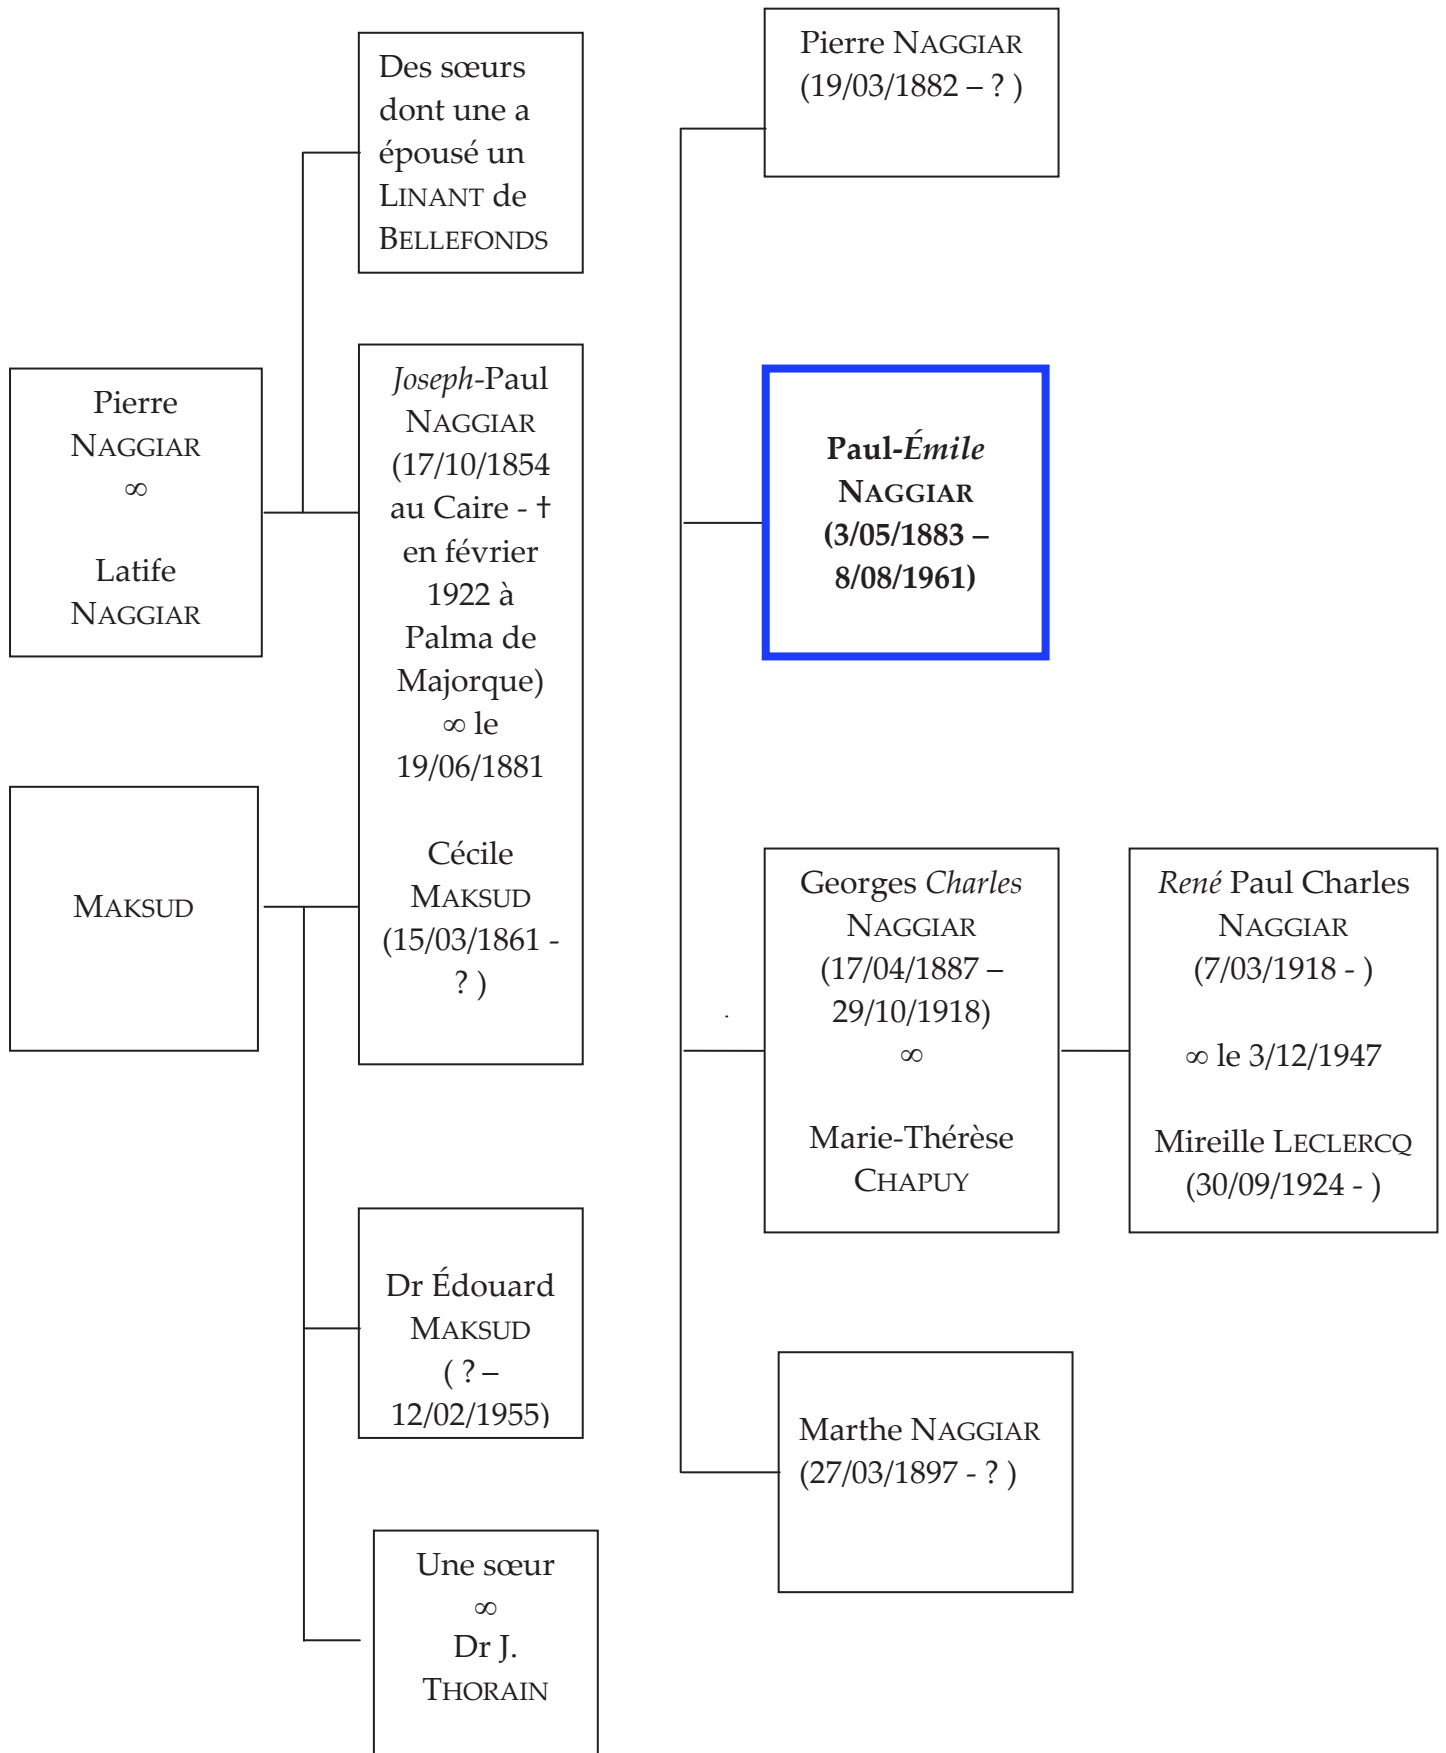 Pierre
NAGGIAR
∞
Latife
NAGGIAR
MAKSUD
Des sœurs
dont une a
épousé un
LINANT de
BELLEFONDS
Joseph-Paul
NAGGIAR
(17/10/1854
au Caire - †
en février
1922 à
Palma de
Majorque)
∞ le
19/06/1881
Cécile
MAKSUD
(15/03/1861 -
? )
Dr Édouard
MAKSUD
( ? –
12/02/1955)
Une sœur
∞
Dr J.
THORAIN
Pierre NAGGIAR
(19/03/1882 – ? )
Paul-Émile
NAGGIAR
(3/05/1883 –
8/08/1961)
Georges Charles
NAGGIAR
(17/04/1887 –
29/10/1918)
∞
Marie-Thérèse
CHAPUY
Marthe NAGGIAR
(27/03/1897 - ? )
René Paul Charles
NAGGIAR
(7/03/1918 - )
∞ le 3/12/1947
Mireille LECLERCQ
(30/09/1924 - )